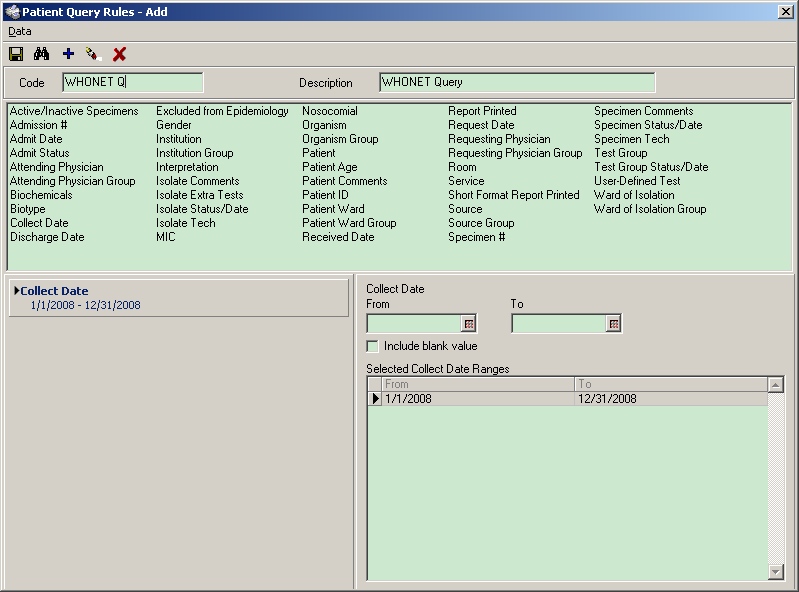 Patient Query Rules - Add
Data
Code WHONET Q Description WHONET Query
Active/Inactive Specimens Excluded from Epidemiology Nosocomial Report Printed Specimen Comments
Admission # Gender Organism Request Date Specimen Status/Date
Admit Date Institution Organism Group Requesting Physician Specimen Tech
Admit Status Institution Group Patient Requesting Physician Group Test Group
Attending Physician Interpretation Patient Age Room Test Group Status/Date
Attending Physician Group Isolate Comments Patient Comments Service User-Defined Test
Biochemicals Isolate Extra Tests Patient ID Short Format Report Printed Ward of Isolation
Biotype Isolate Status/Date Patient Ward Source Ward of Isolation Group
Collect Date Isolate Tech Patient Ward Group Source Group
Discharge Date MIC Received Date Specimen #
Collect Date
1/1/2008 - 12/31/2008
Collect Date
From To
Include blank value
Selected Collect Date Ranges
From To
1/1/2008 12/31/2008